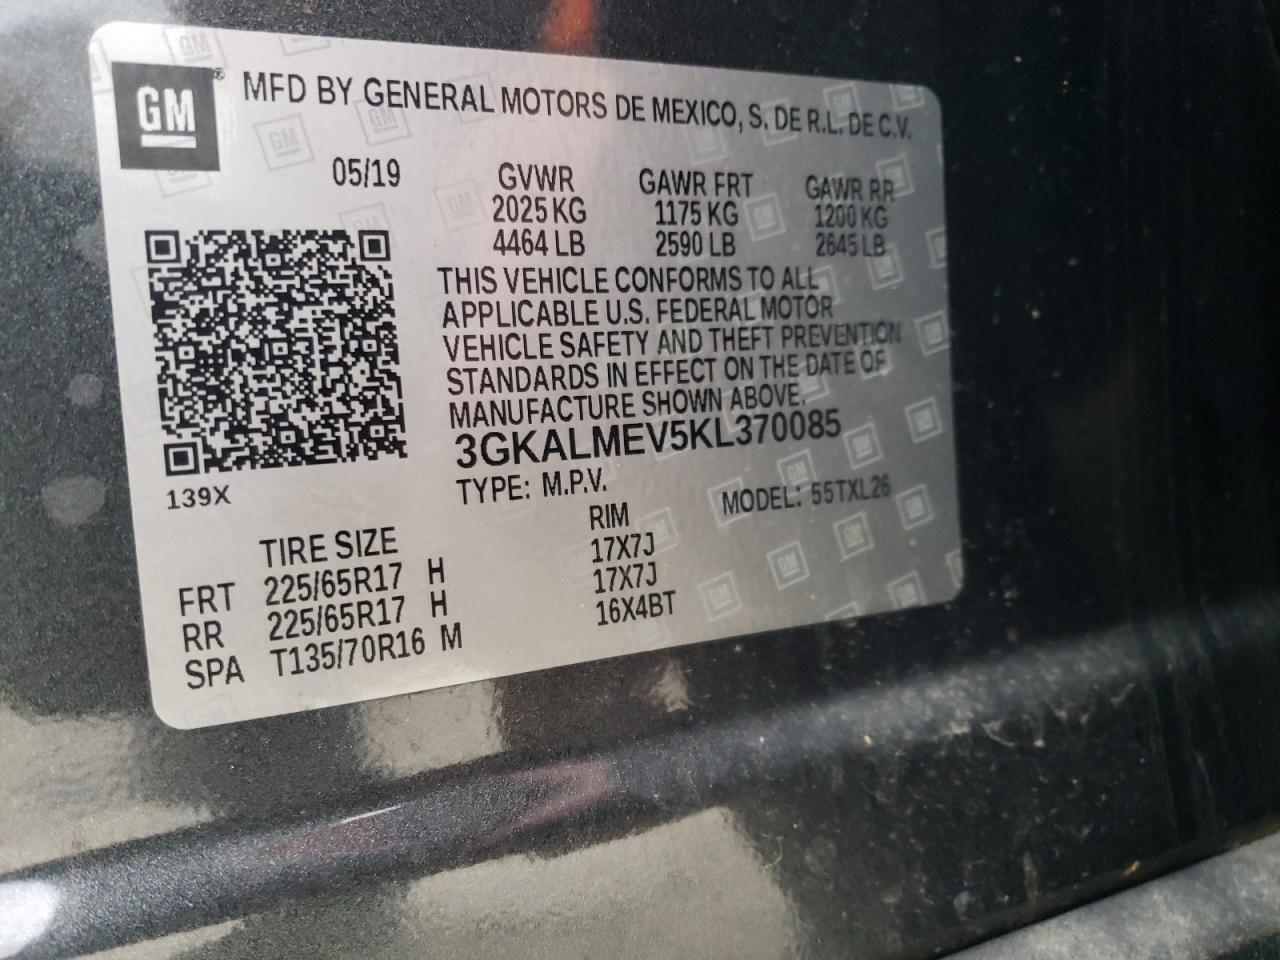 GM ® MFD BY GENERAL MOTORS DE MEXICO, S. DE R.L. DE C.V.
05/19 GVWR GAWR FRT GAWR RR
2025 KG 1175 KG 1200 KG
4464 LB 2590 LB 2645 LB
THIS VEHICLE CONFORMS TO ALL
APPLICABLE U.S. FEDERAL MOTOR
VEHICLE SAFETY AND THEFT PREVENTION
STANDARDS IN EFFECT ON THE DATE OF
MANUFACTURE SHOWN ABOVE.
3GKALMEV5KL370085
139X TYPE: M.P.V. MODEL: 55TXL26
TIRE SIZE RIM
FRT 225/65R17 H 17X7J
RR 225/65R17 H 17X7J
SPA T135/70R16 M 16X4BT